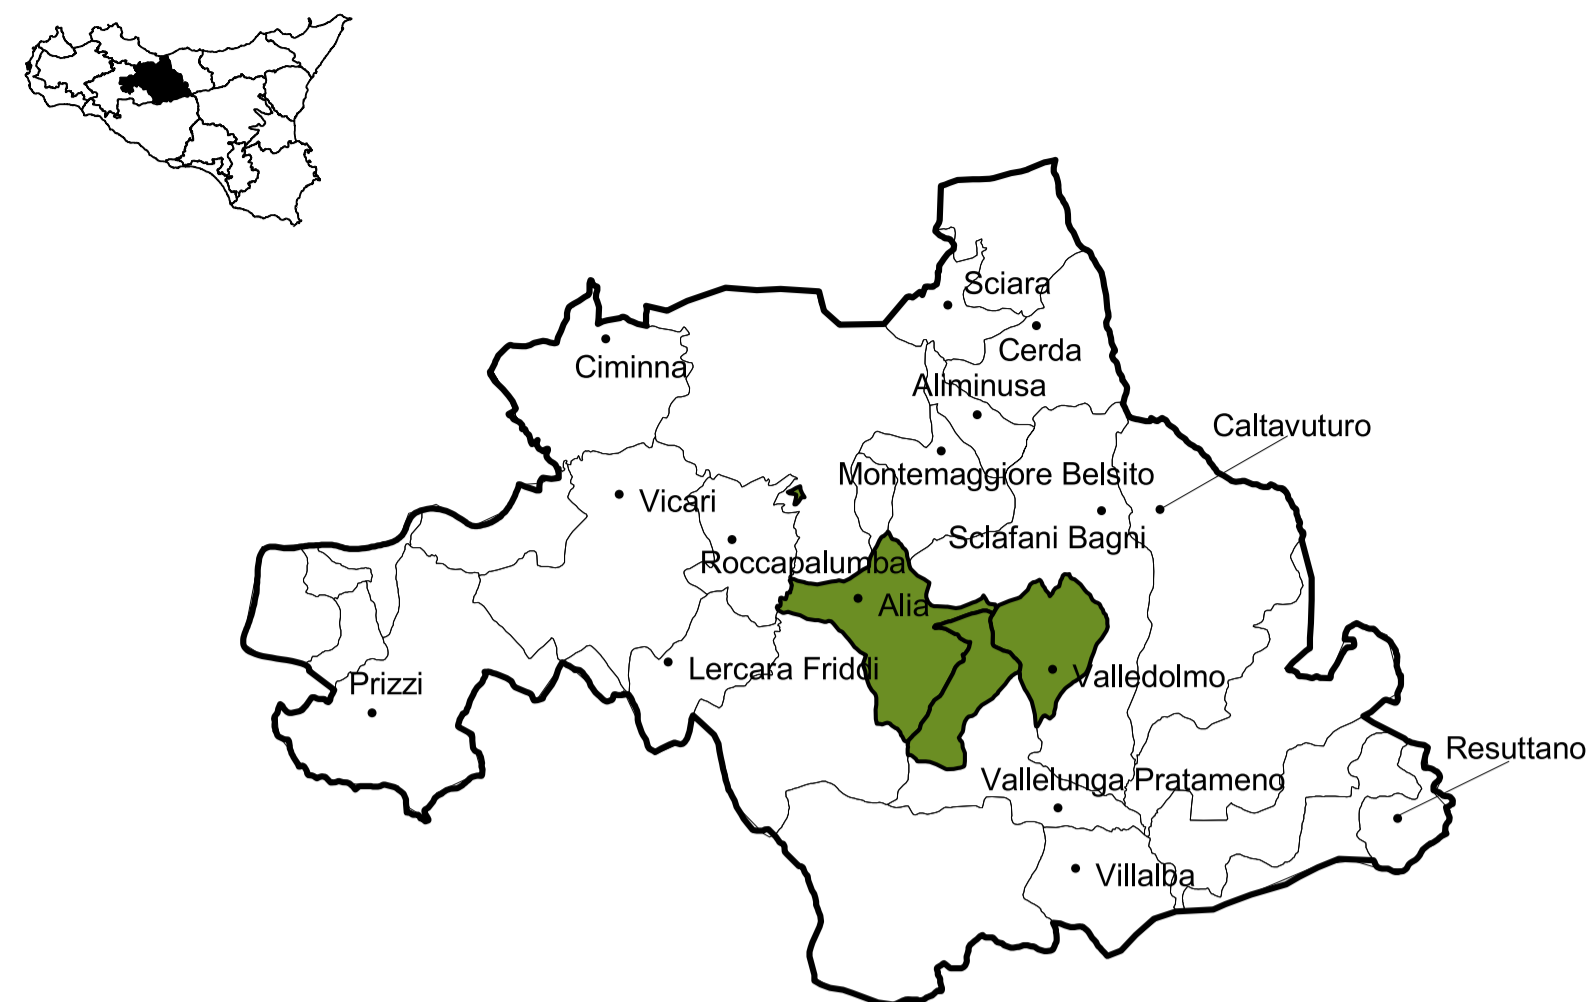 Sciara
Cerda
Ciminna
Aliminusa
Caltavuturo
Montemaggiore Belsito
Vicari
Sclafani Bagni
Roccapalumba
Alia
Lercara Friddi
Valledolmo
Prizzi
Resuttano
Vallelunga Pratameno
Villalba